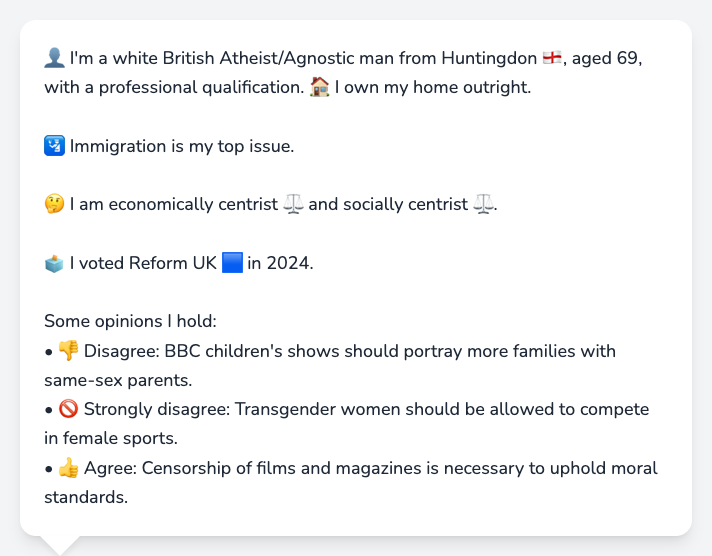 👤 I'm a white British Atheist/Agnostic man from Huntingdon 🏴󠁧󠁢󠁥󠁮󠁧󠁿, aged 69,
with a professional qualification. 🏠 I own my home outright.
🛂 Immigration is my top issue.
🤔 I am economically centrist ⚖️ and socially centrist ⚖️.
🗳️ I voted Reform UK 🟦 in 2024.
Some opinions I hold:
• 👎 Disagree: BBC children's shows should portray more families with
same-sex parents.
• 🚫 Strongly disagree: Transgender women should be allowed to compete
in female sports.
• 👍 Agree: Censorship of films and magazines is necessary to uphold moral
standards.